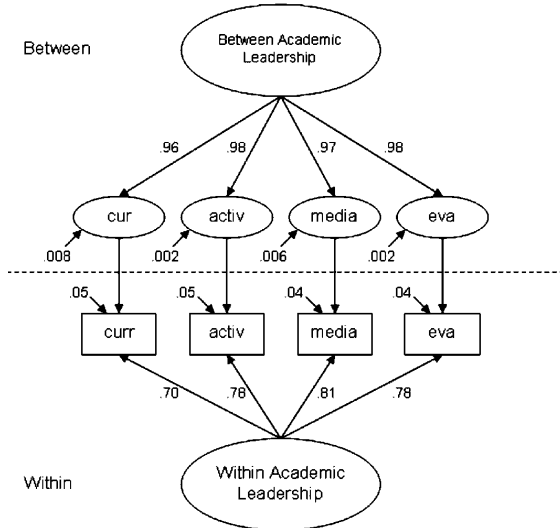 Between
Between Academic
Leadership
.96
.98
.97
.98
cur
activ
media
eva
.008
.002
.006
.002
.05
.05
.04
.04
curr
activ
media
eva
.70
.78
.81
.78
Within
Within Academic
Leadership